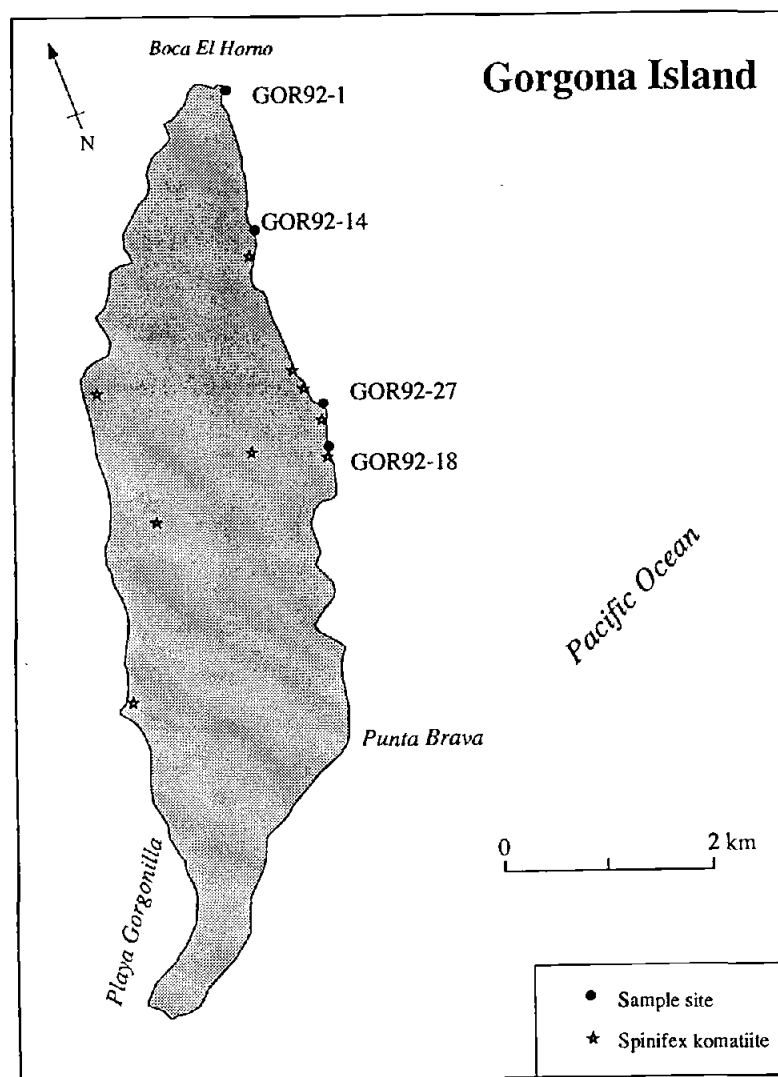 Boca El Horno
Gorgona Island
GOR92-1
N
GOR92-14
GOR92-27
GOR92-18
Pacific Ocean
Punta Brava
0 2 km
Playa Gorgonilla
Sample site
Spinifex komatiite